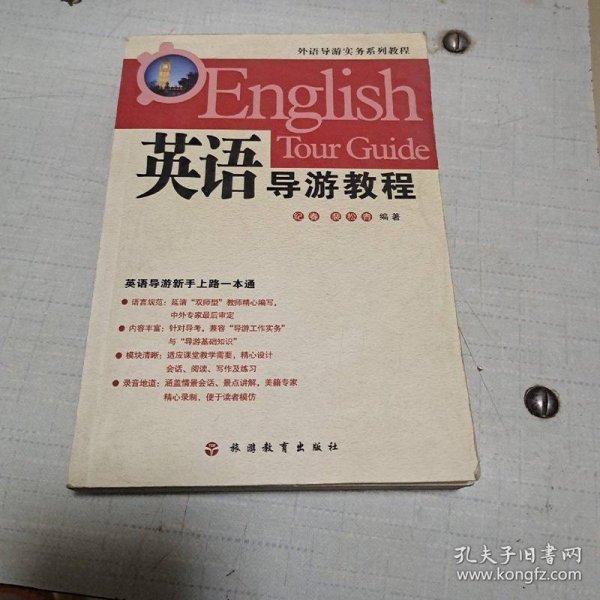 外语导游实务系列教程
English
Tour Guide
英语导游教程
纪春 裴松青 编著
英语导游新手上路一本通
● 语言规范：延请“双师型”教师精心编写，
中外专家最后审定
● 内容丰富：针对导考，兼容“导游工作实务”
与“导游基础知识”
● 模块清晰：适应课堂教学需要，精心设计
会话、阅读、写作及练习
● 录音地道：涵盖情景会话、景点讲解，美籍专家
精心录制，便于读者模仿
旅游教育出版社
孔夫子旧书网
www.kongfz.com